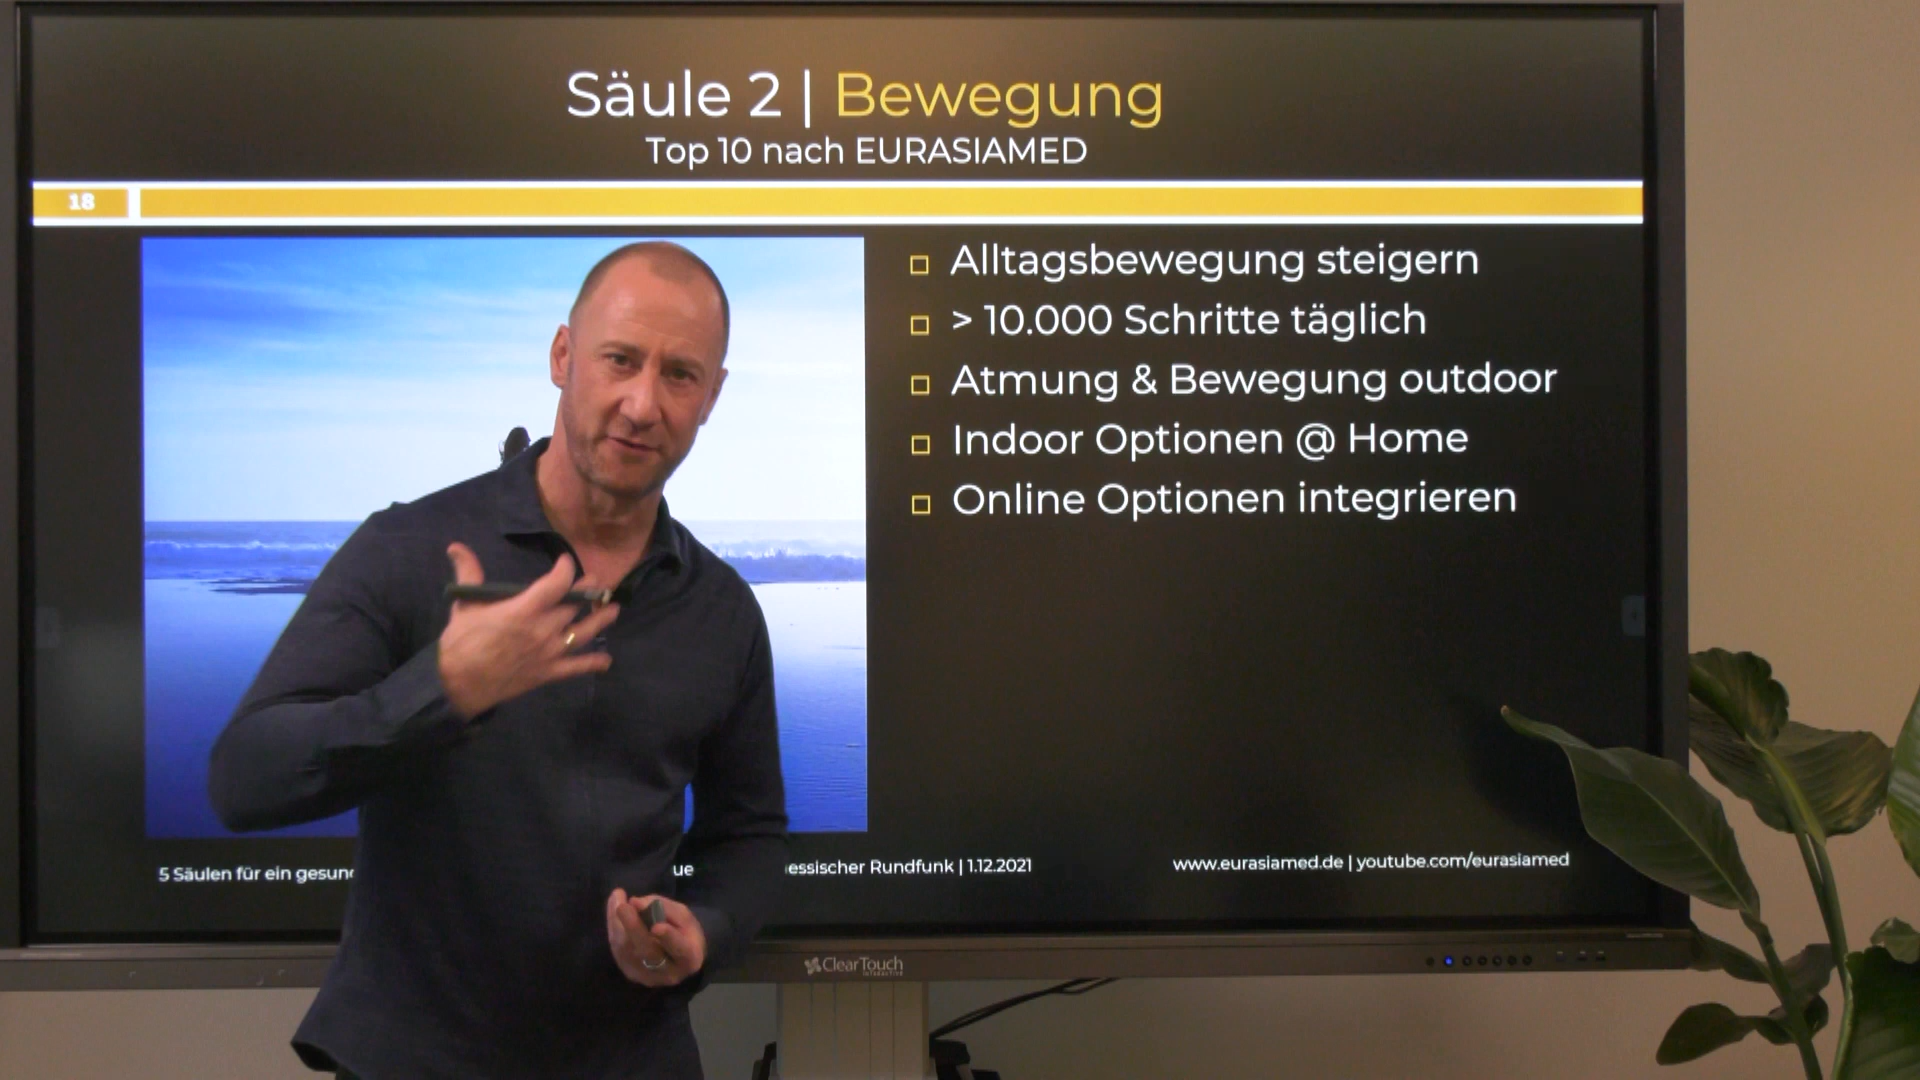 Säule 2 | Bewegung
Top 10 nach EURASIAMED
18
Alltagsbewegung steigern
> 10.000 Schritte täglich
Atmung & Bewegung outdoor
Indoor Optionen @ Home
Online Optionen integrieren
5 Säulen für ein gesun ue essischer Rundfunk | 1.12.2021
www.eurasiamed.de | youtube.com/eurasiamed
ClearTouch
INTERACTIVE